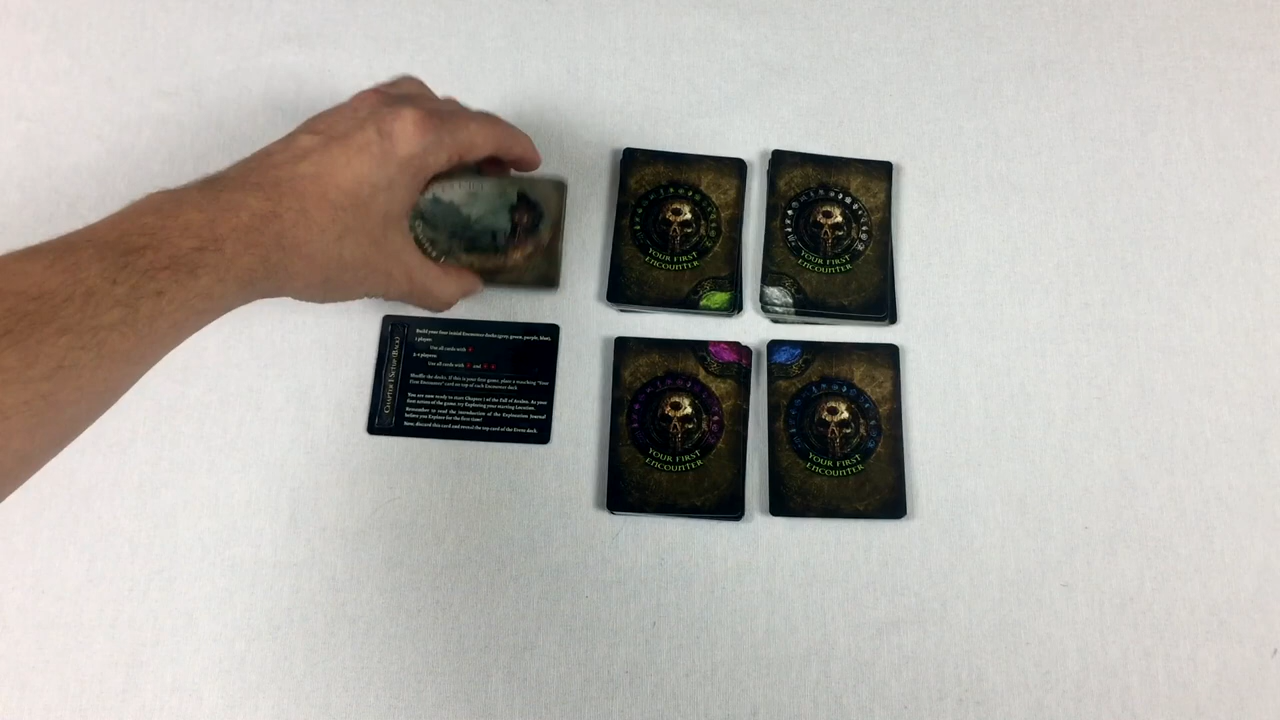 YOUR FIRST
ENCOUNTER
YOUR FIRST
ENCOUNTER
CHAPTER 1 SETUP (BACK)
Build your four initial Encounter decks (grey, green, purple, blue).
1 player:
Use all cards with
2-4 players:
Use all cards with and
Shuffle the decks. If this is your first game, place a matching "Your
First Encounter" card on top of each Encounter deck
You are now ready to start Chapter 1 of the Fall of Avalon. As your
first action of the game, try Exploring your starting Location.
Remember to read the introduction of the Exploration Journal
before you Explore for the first time!
Now, discard this card and reveal the top card of the Event deck.
YOUR FIRST
ENCOUNTER
YOUR FIRST
ENCOUNTER